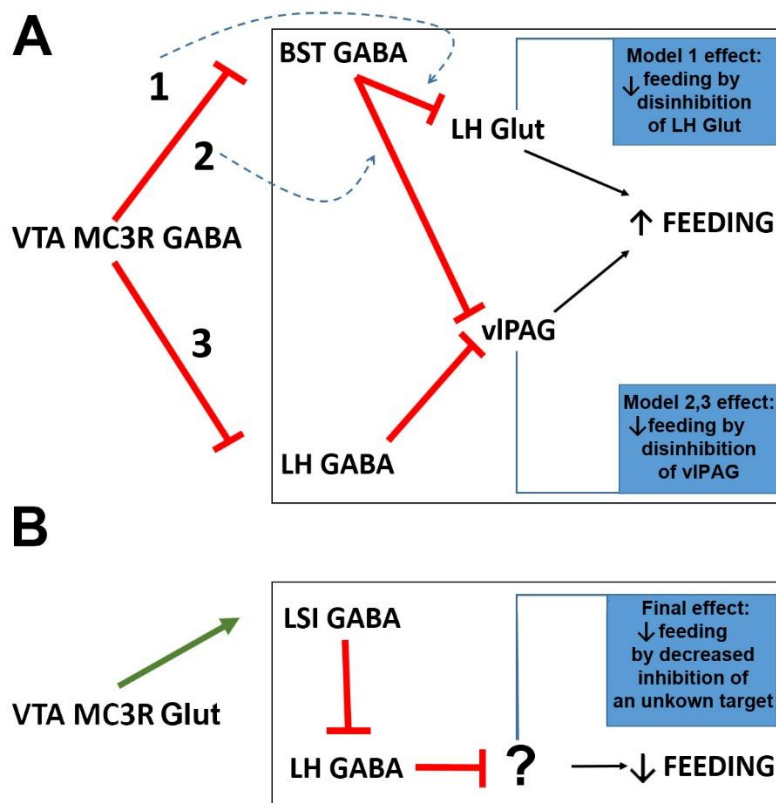 A
1
BST GABA
Model 1 effect:
↓ feeding by
disinhibition
of LH Glut
LH Glut
2
VTA MC3R GABA
↑ FEEDING
3
vlPAG
LH GABA
Model 2,3 effect:
↓ feeding by
disinhibition
of vlPAG
B
LSI GABA
Final effect:
↓ feeding
by decreased
inhibition of
an unkown target
VTA MC3R Glut
LH GABA
?
↓ FEEDING